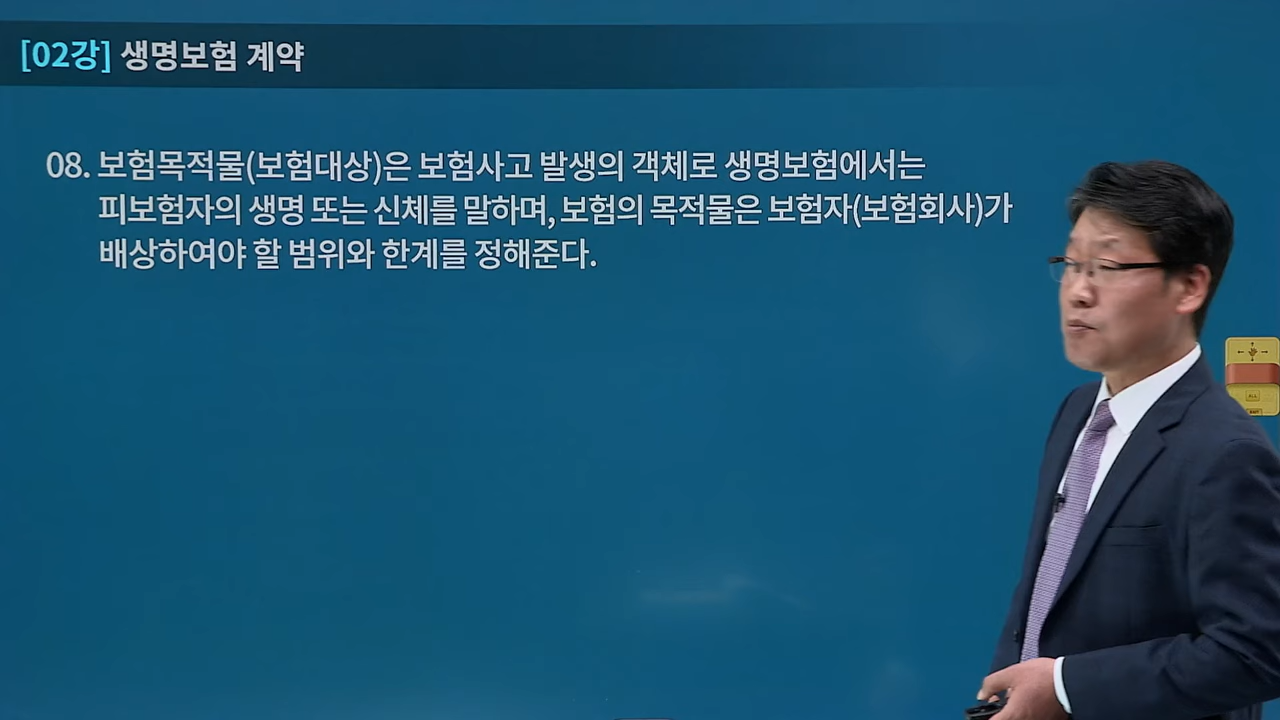 [02강] 생명보험 계약
08. 보험목적물(보험대상)은 보험사고 발생의 객체로 생명보험에서는
피보험자의 생명 또는 신체를 말하며, 보험의 목적물은 보험자(보험회사)가
배상하여야 할 범위와 한계를 정해준다.
ALL